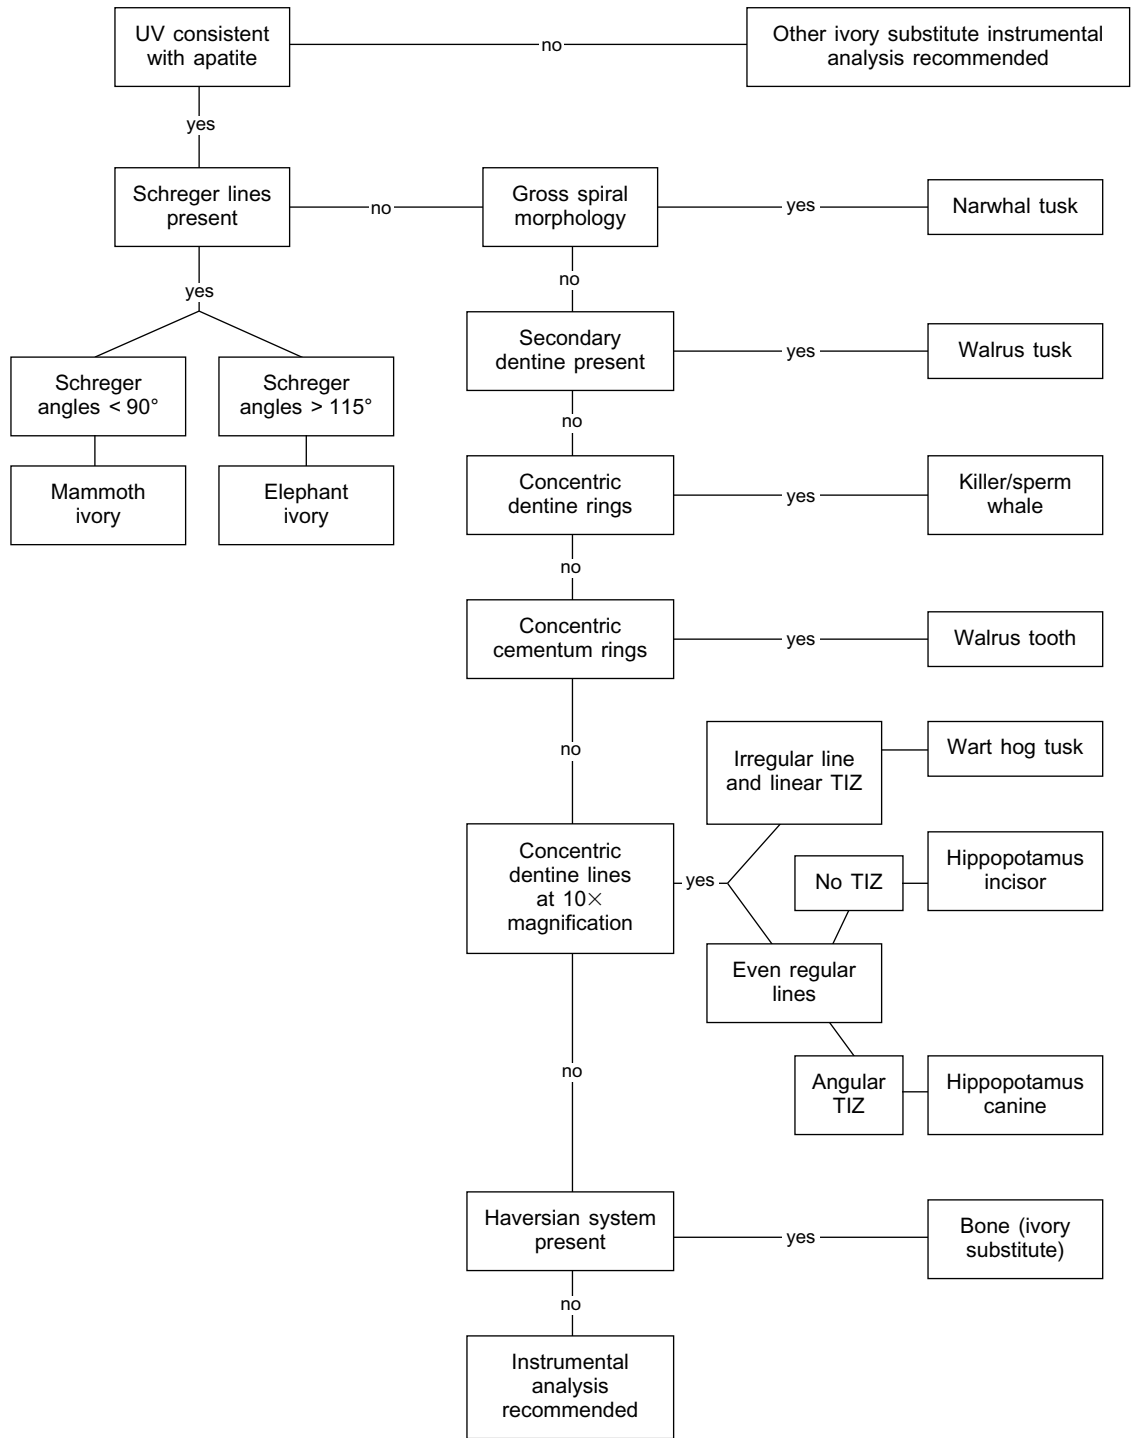 UV consistent
with apatite
no
Other ivory substitute instrumental
analysis recommended
yes
Schreger lines
present
no
Gross spiral
morphology
yes
Narwhal tusk
yes
no
Schreger
angles < 90°
Schreger
angles > 115°
Secondary
dentine present
yes
Walrus tusk
Mammoth
ivory
Elephant
ivory
no
Concentric
dentine rings
yes
Killer/sperm
whale
no
Concentric
cementum rings
yes
Walrus tooth
no
Irregular line
and linear TIZ
Wart hog tusk
Concentric
dentine lines
at 10×
magnification
yes
No TIZ
Hippopotamus
incisor
Even regular
lines
Angular
TIZ
Hippopotamus
canine
no
Haversian system
present
yes
Bone (ivory
substitute)
no
Instrumental
analysis
recommended